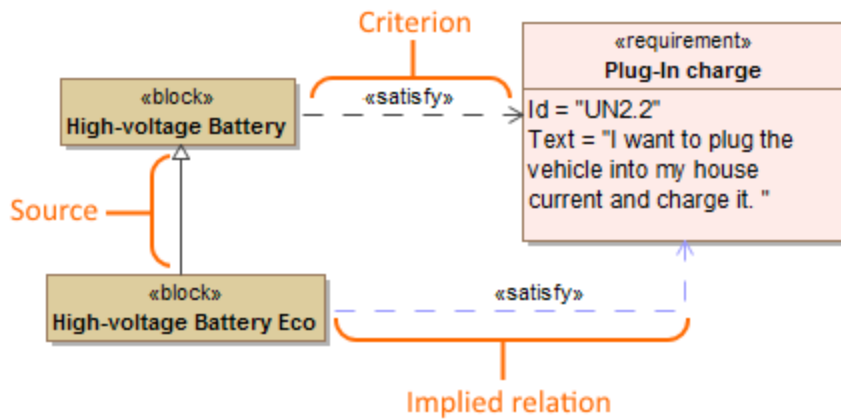 Criterion
«requirement»
Plug-In charge
«block»
High-voltage Battery
«satisfy»
Id = "UN2.2"
Text = "I want to plug the
vehicle into my house
current and charge it. "
Source
«block»
High-voltage Battery Eco
«satisfy»
Implied relation